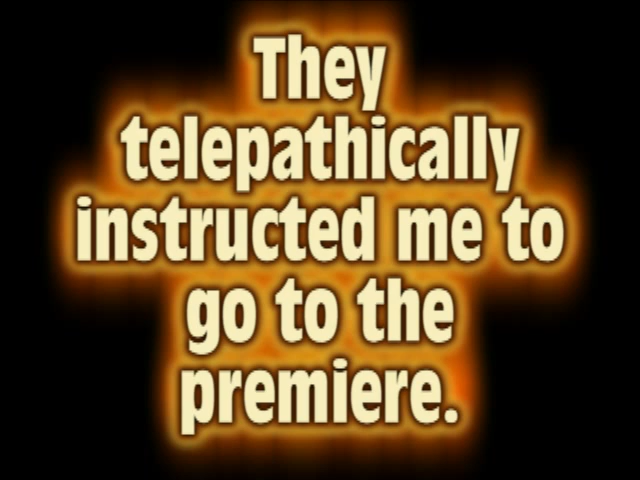 They
telepathically
instructed me to
go to the
premiere.